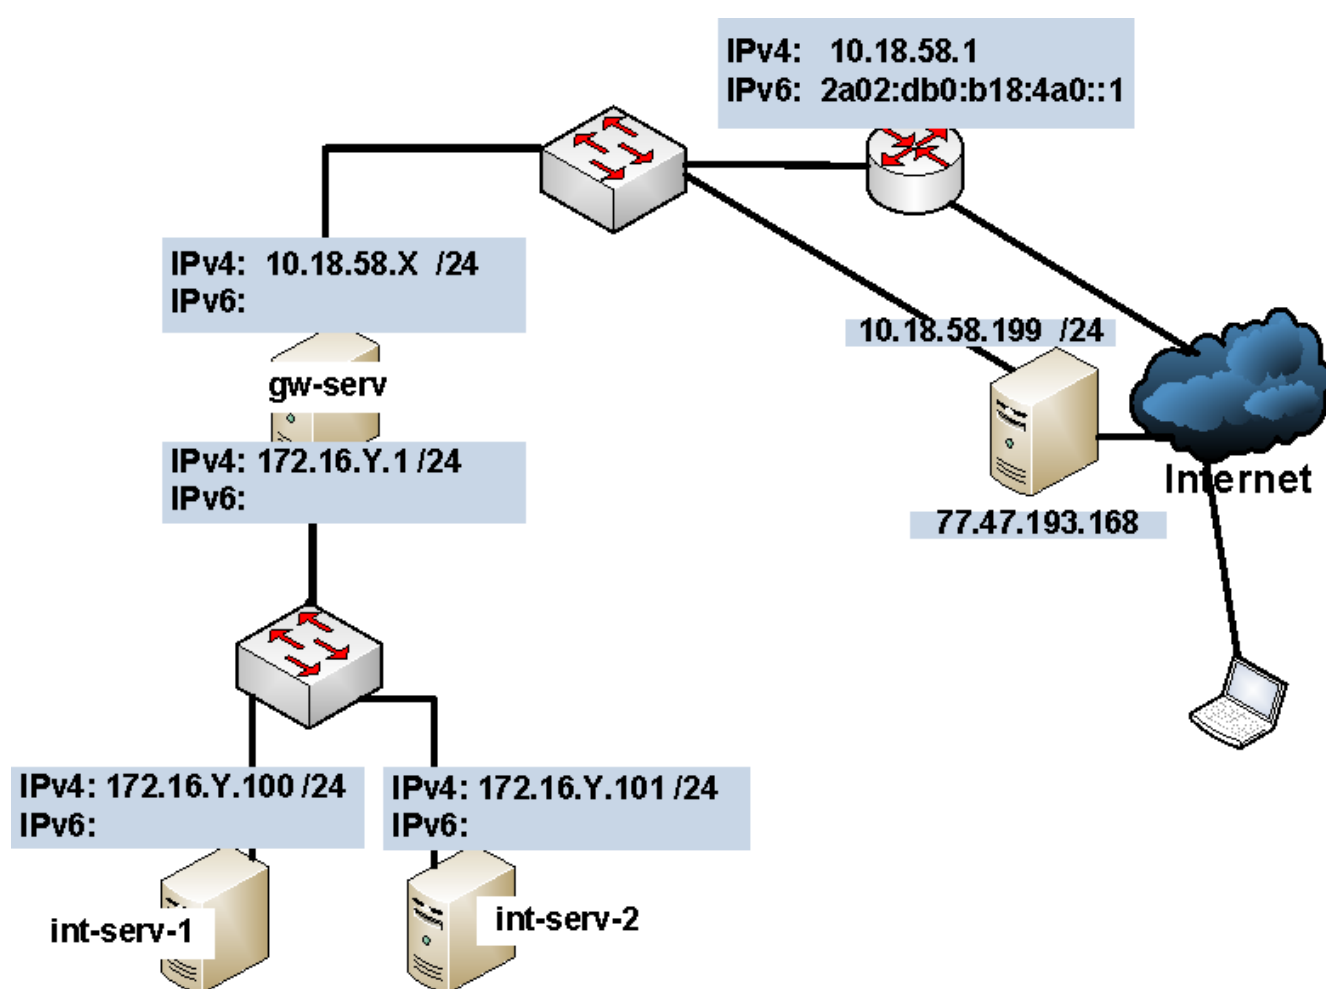 IPv4: 10.18.58.1
IPv6: 2a02:db0:b18:4a0::1
IPv4: 10.18.58.X /24
IPv6:
gw-serv
IPv4: 172.16.Y.1 /24
IPv6:
10.18.58.199 /24
Internet
77.47.193.168
IPv4: 172.16.Y.100 /24
IPv6:
IPv4: 172.16.Y.101 /24
IPv6:
int-serv-1
int-serv-2